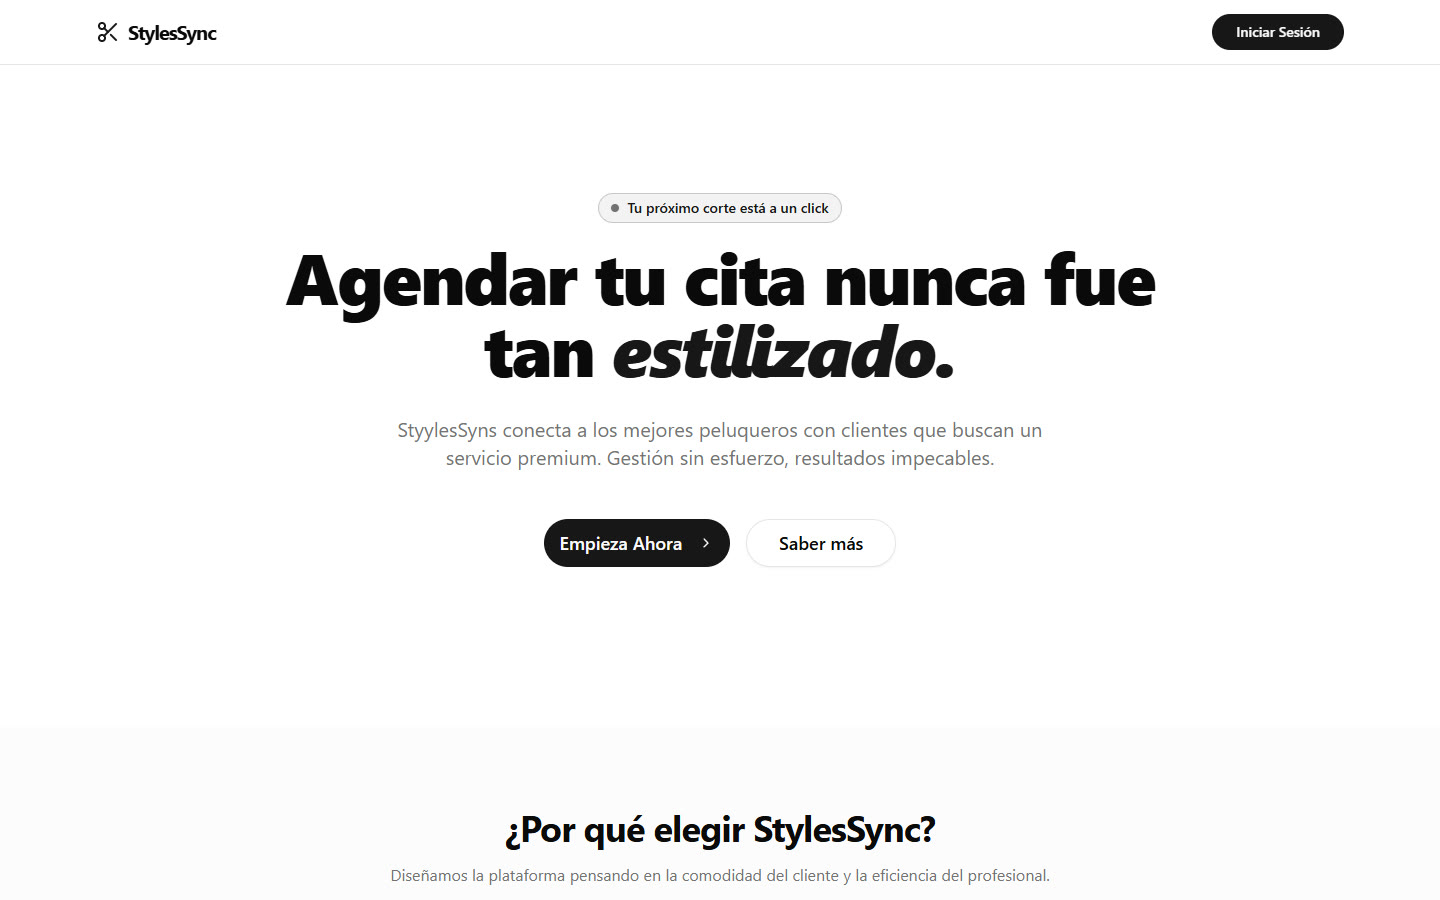 StylesSync
Iniciar Sesión
Tu próximo corte está a un click
Agendar tu cita nunca fue
tan estilizado.
StyylesSyns conecta a los mejores peluqueros con clientes que buscan un
servicio premium. Gestión sin esfuerzo, resultados impecables.
Empieza Ahora
Saber más
¿Por qué elegir StylesSync?
Diseñamos la plataforma pensando en la comodidad del cliente y la eficiencia del profesional.